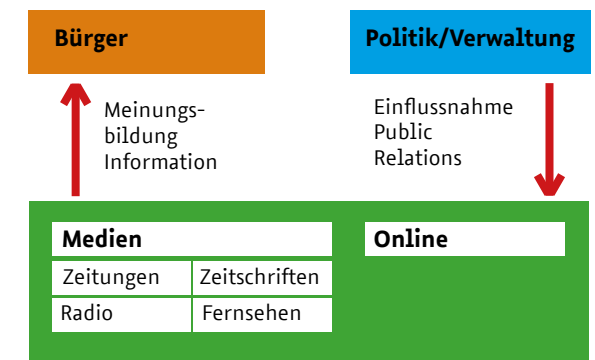 Bürger
Politik/Verwaltung
Meinungs-
bildung
Information
Einflussnahme
Public
Relations
Medien
Online
Zeitungen
Zeitschriften
Radio
Fernsehen